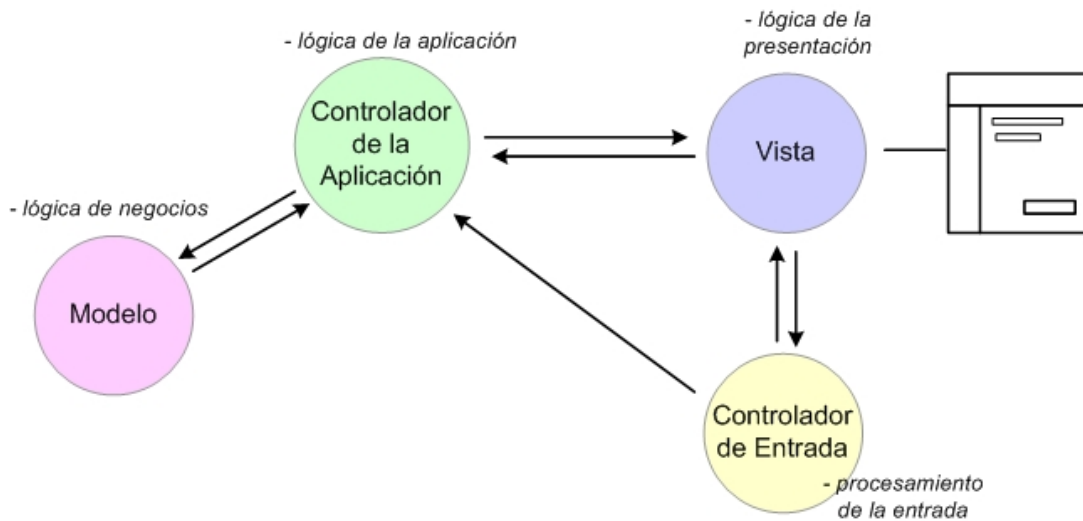 - lógica de la aplicación
Controlador
de la
Aplicación
- lógica de la
presentación
Vista
- lógica de negocios
Modelo
Controlador
de Entrada
- procesamiento
de la entrada